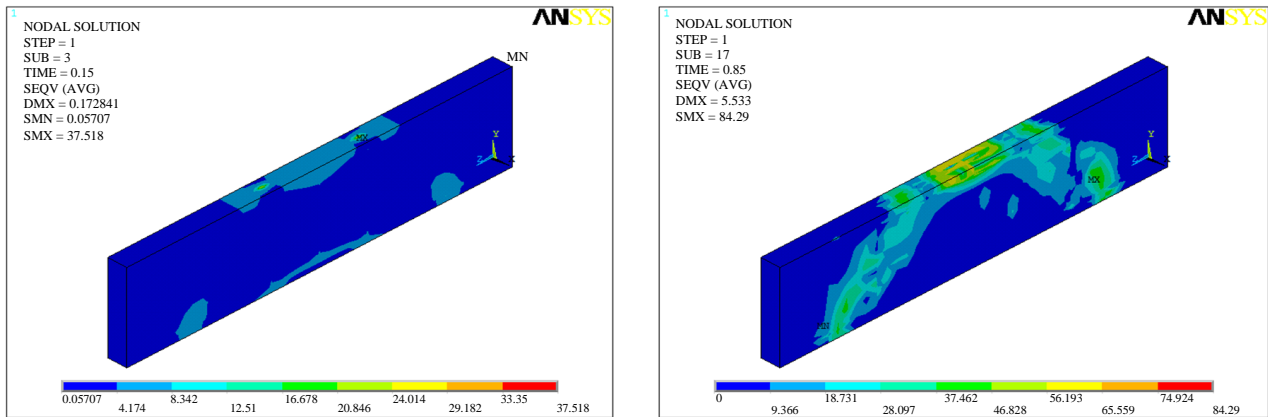 1
ANSYS
NODAL SOLUTION
STEP = 1
SUB = 3
TIME = 0.15
SEQV (AVG)
DMX = 0.172841
SMN = 0.05707
SMX = 37.518
MN
MX
Y
Z X
0.05707 8.342 16.678 24.014 33.35
4.174 12.51 20.846 29.182 37.518
1
ANSYS
NODAL SOLUTION
STEP = 1
SUB = 17
TIME = 0.85
SEQV (AVG)
DMX = 5.533
SMX = 84.29
Y
Z X
MX
MN
0 18.731 37.462 56.193 74.924
9.366 28.097 46.828 65.559 84.29